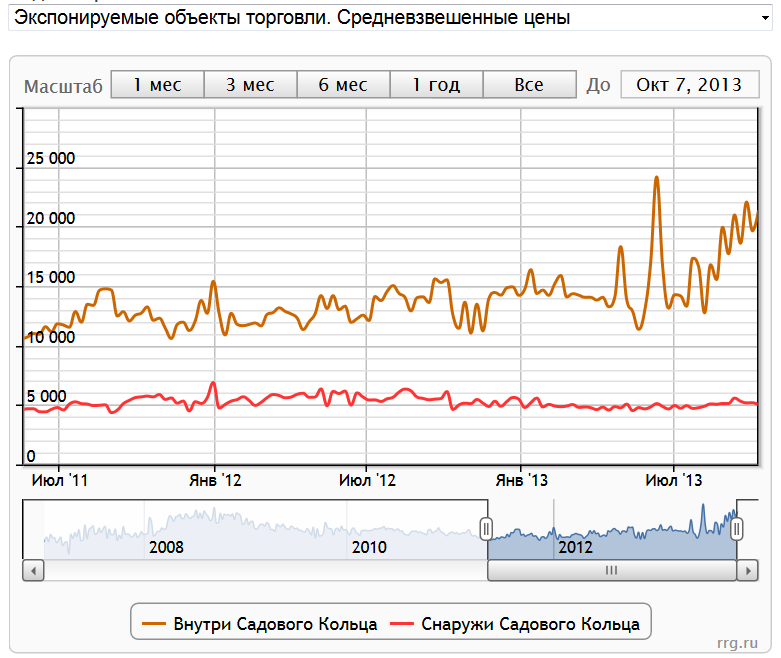 Экспонируемые объекты торговли. Средневзвешенные цены
Масштаб 1 мес 3 мес 6 мес 1 год Все До Окт 7, 2013
25 000
20 000
15 000
10 000
5 000
0
Июл '11 Янв '12 Июл '12 Янв '13 Июл '13
2008 2010 2012
Внутри Садового Кольца Снаружи Садового Кольца
rrg.ru